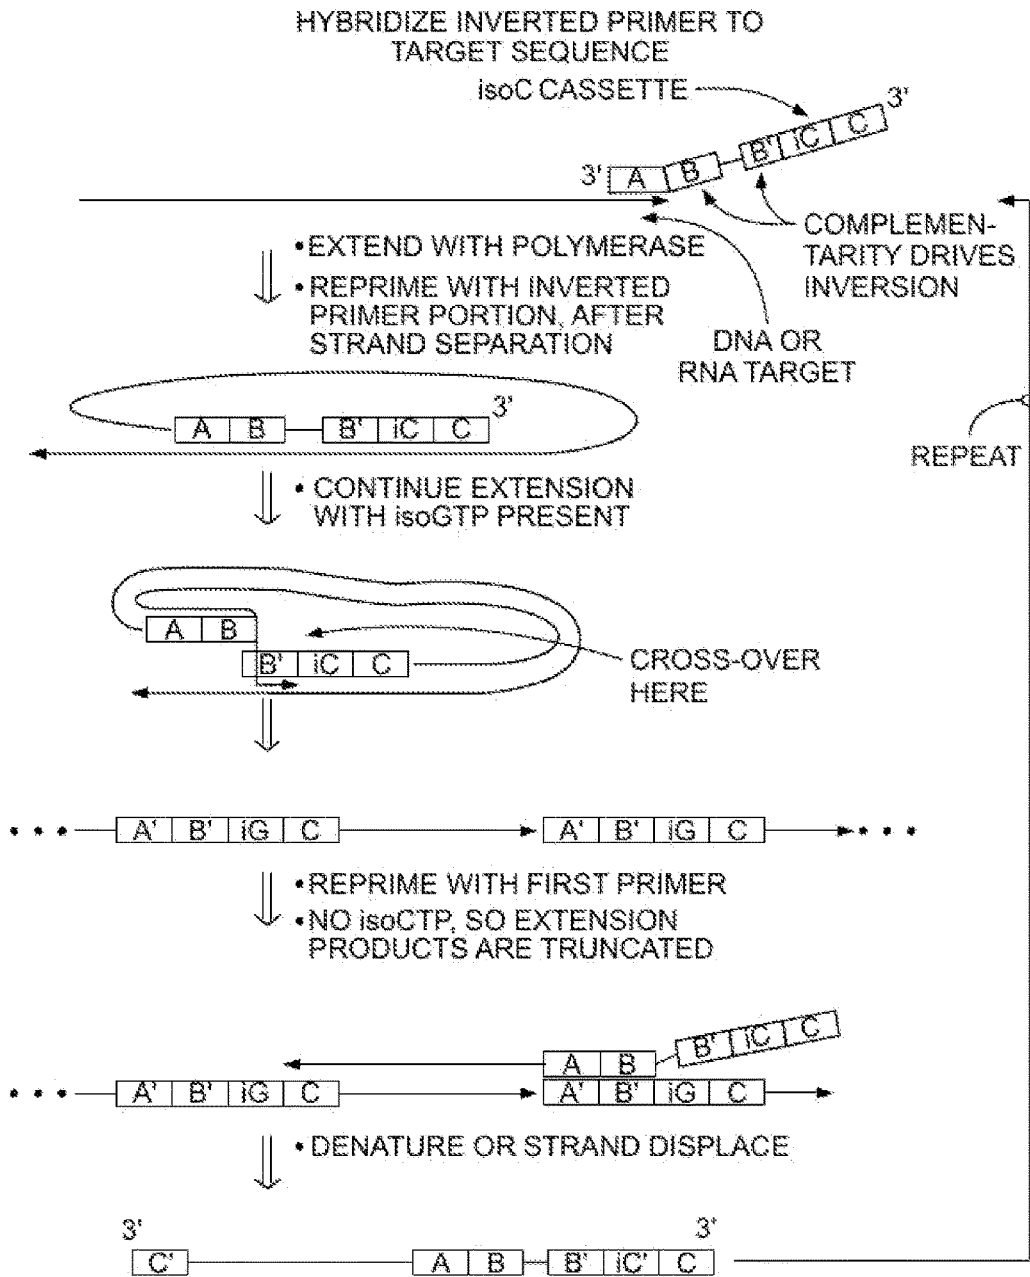 HYBRIDIZE INVERTED PRIMER TO
TARGET SEQUENCE
isoC CASSETTE
3'
3' A B B' iC C
• EXTEND WITH POLYMERASE
• REPRIME WITH INVERTED
PRIMER PORTION, AFTER
STRAND SEPARATION
COMPLEMEN-
TARITY DRIVES
INVERSION
DNA OR
RNA TARGET
3'
A B B' iC C
REPEAT
• CONTINUE EXTENSION
WITH isoGTP PRESENT
A B
B' iC C
CROSS-OVER
HERE
• • • A' B' iG C A' B' iG C • • •
• REPRIME WITH FIRST PRIMER
• NO isoCTP, SO EXTENSION
PRODUCTS ARE TRUNCATED
A B B' iC C
• • • A' B' iG C A' B' iG C
• DENATURE OR STRAND DISPLACE
3' 3'
C' A B B' iC' C